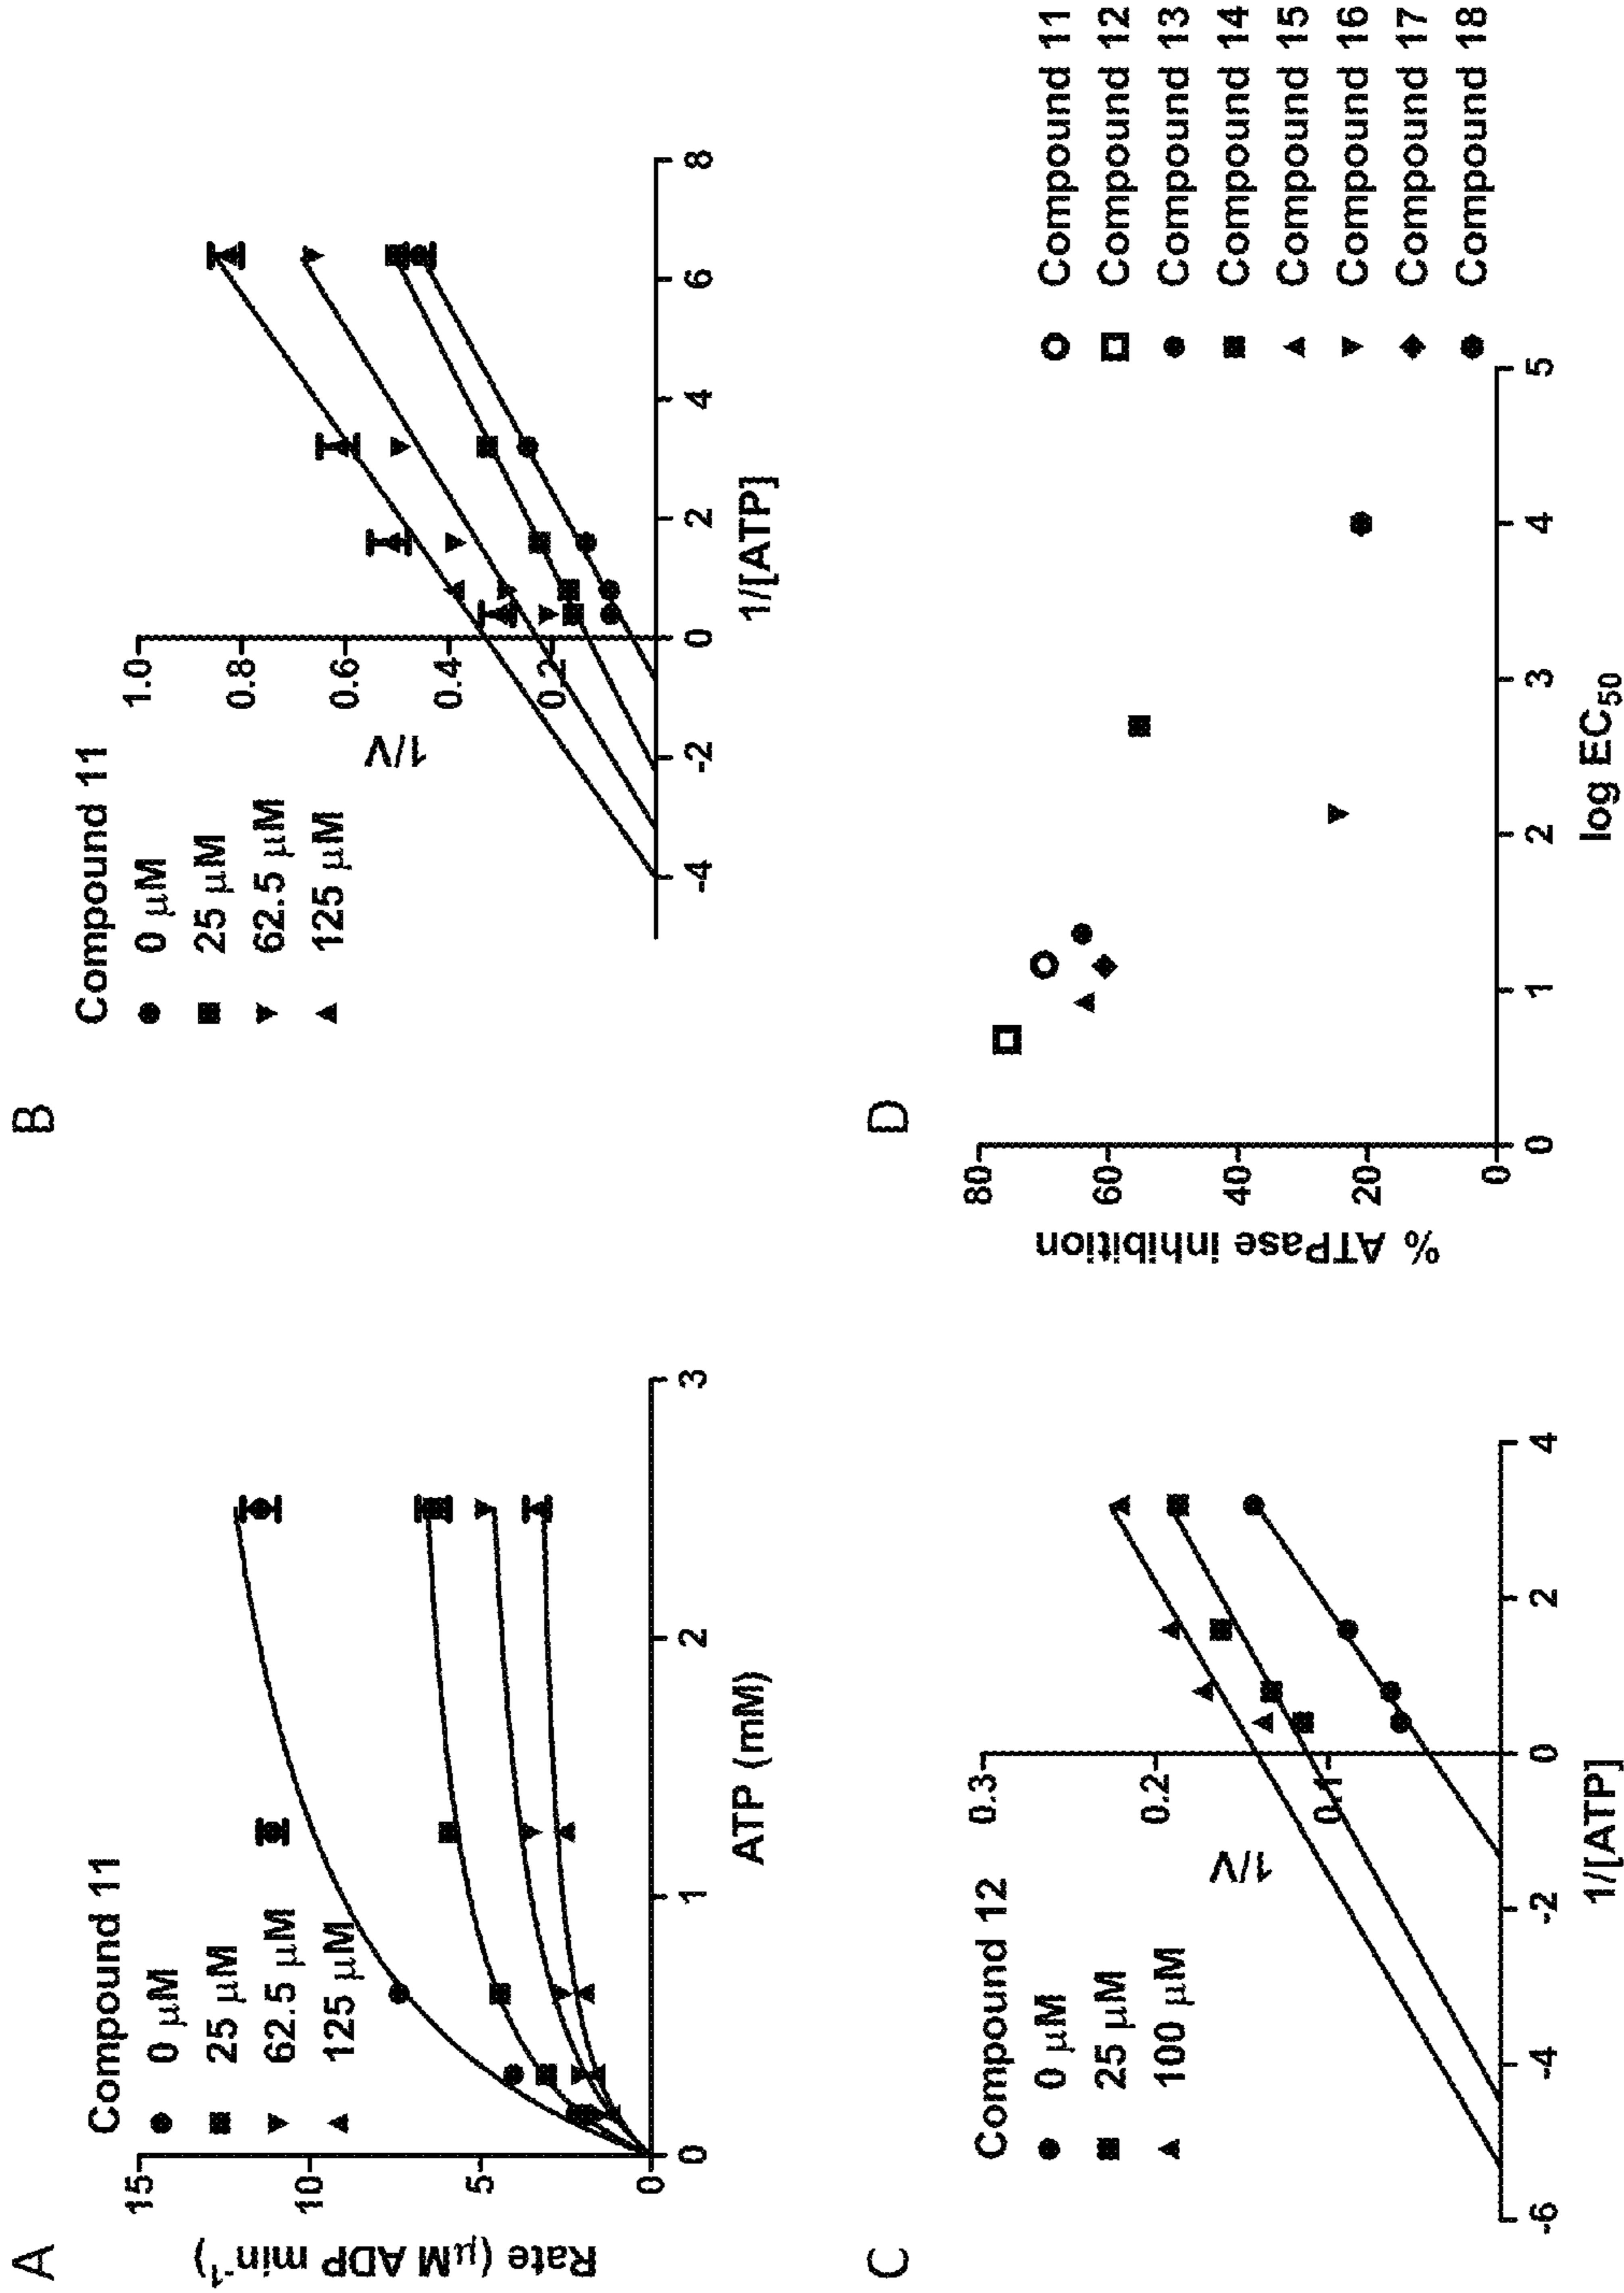 A
Compound 11
0 μM
25 μM
62.5 μM
125 μM
15
10
5
0
Rate (μM ADP min⁻¹)
0
1
2
3
ATP (mM)
B
Compound 11
0 μM
25 μM
62.5 μM
125 μM
1.0
0.8
0.6
0.4
0.2
1/V
-4
-2
0
2
4
6
8
1/[ATP]
C
Compound 12
0 μM
25 μM
100 μM
0.3
0.2
0.1
1/V
-6
-4
-2
0
2
4
1/[ATP]
D
80
60
40
20
0
% ATPase inhibition
0
1
2
3
4
5
log EC₅₀
Compound 11
Compound 12
Compound 13
Compound 14
Compound 15
Compound 16
Compound 17
Compound 18